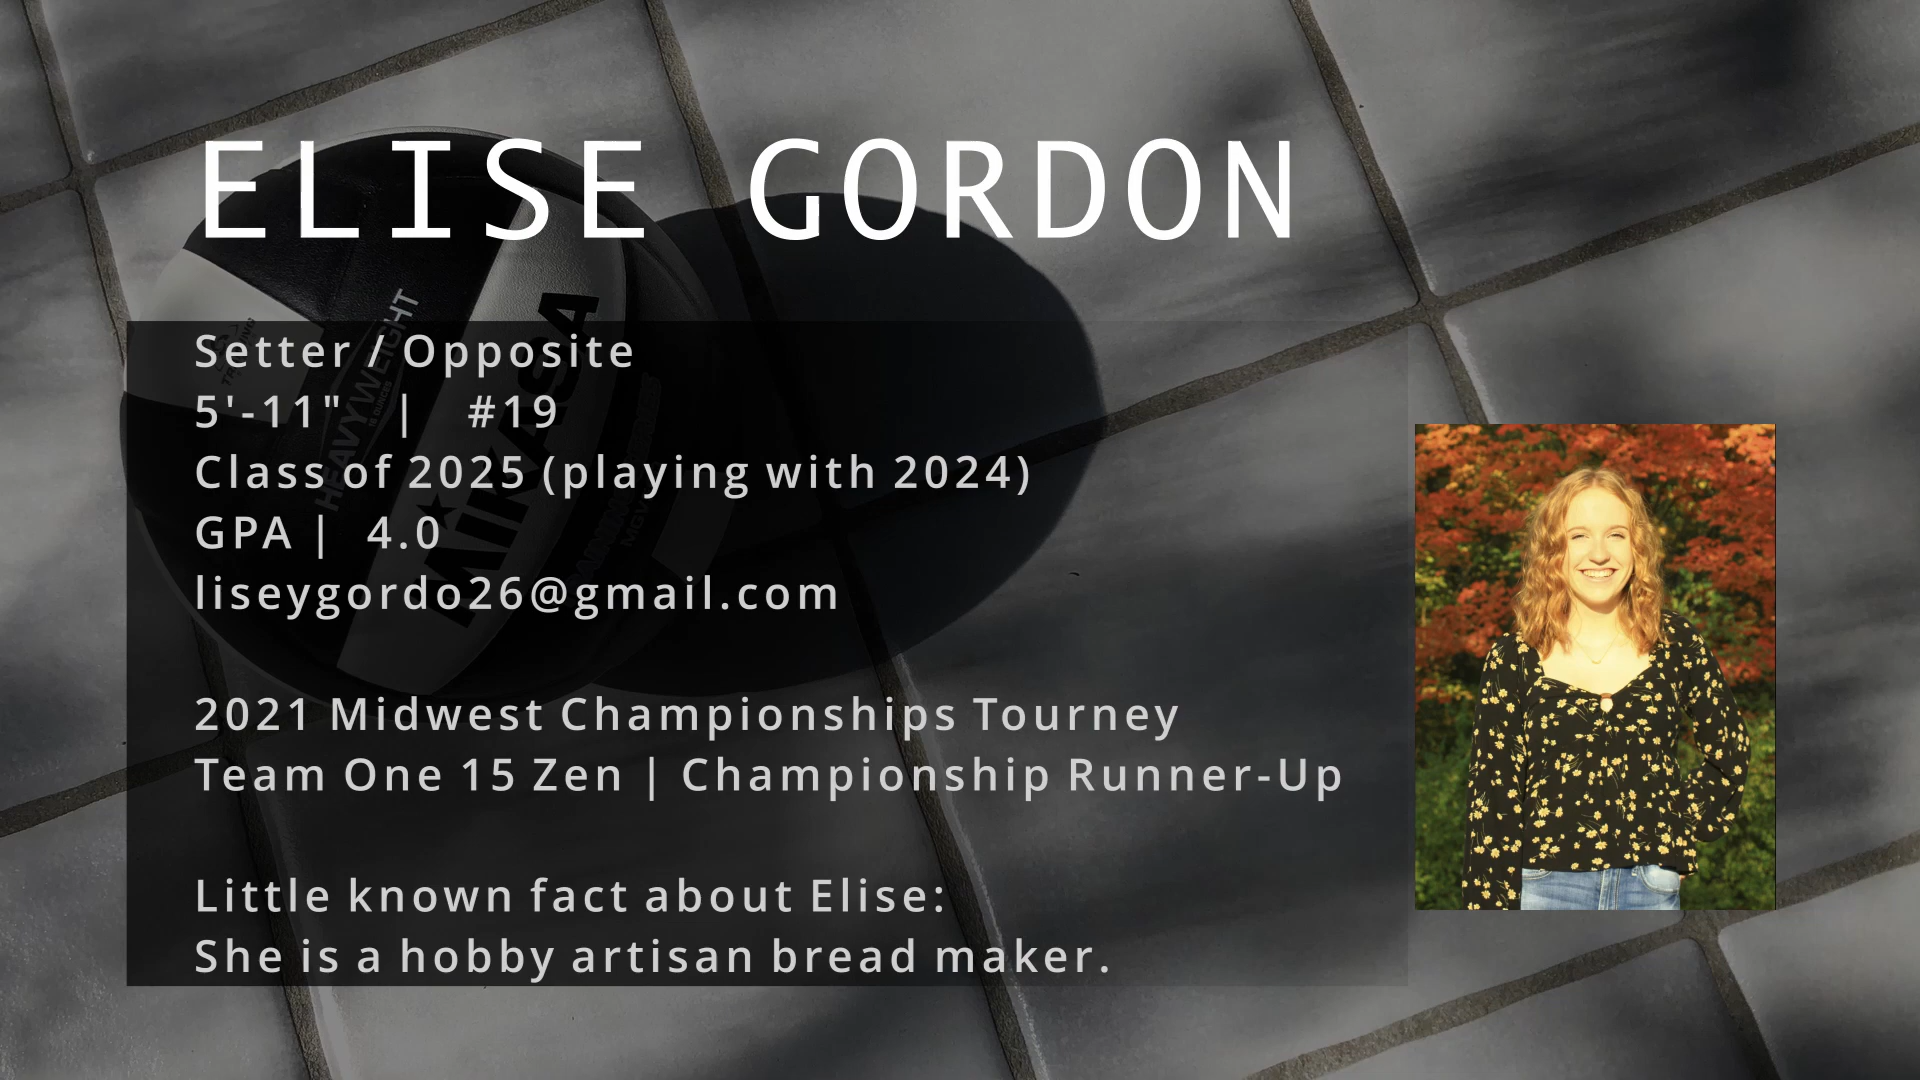 ELISE GORDON
Setter / Opposite
5'-11" | #19
Class of 2025 (playing with 2024)
GPA | 4.0
liseygordo26@gmail.com
2021 Midwest Championships Tourney
Team One 15 Zen | Championship Runner-Up
Little known fact about Elise:
She is a hobby artisan bread maker.
HEAVYWEIGHT
MIKASA